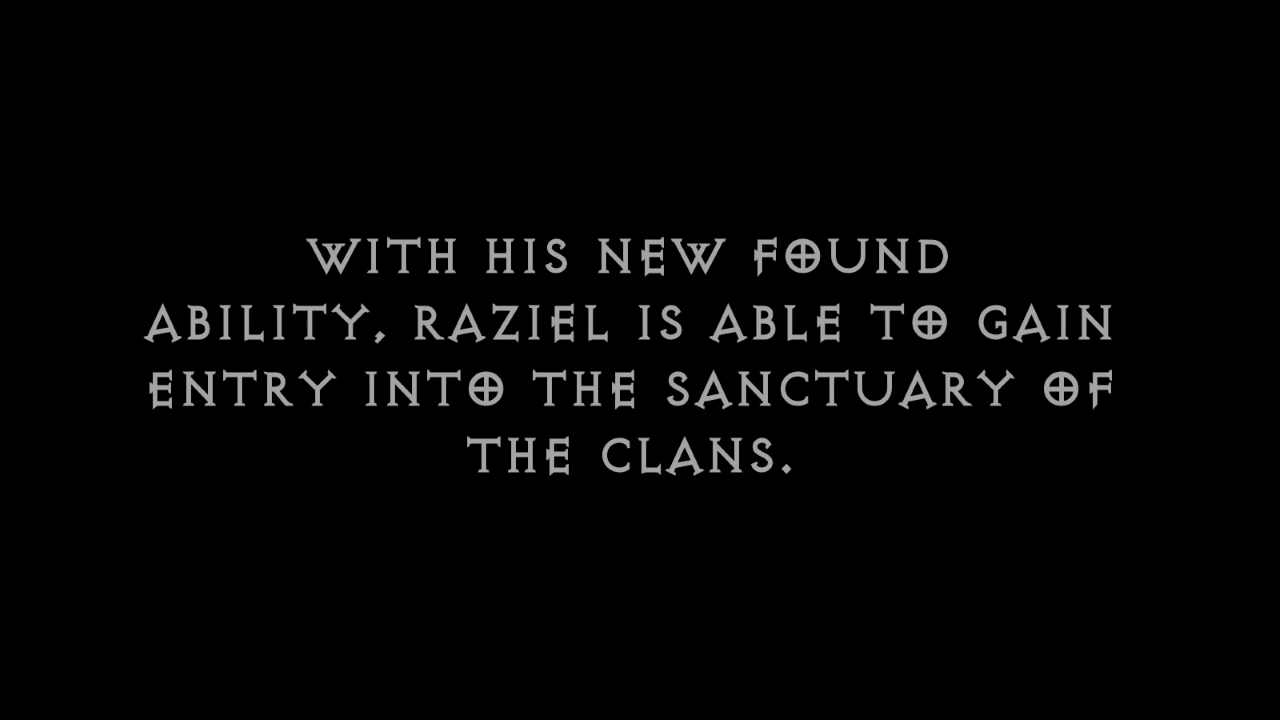 WITH HIS NEW FOUND
ABILITY, RAZIEL IS ABLE TO GAIN
ENTRY INTO THE SANCTUARY OF
THE CLANS.